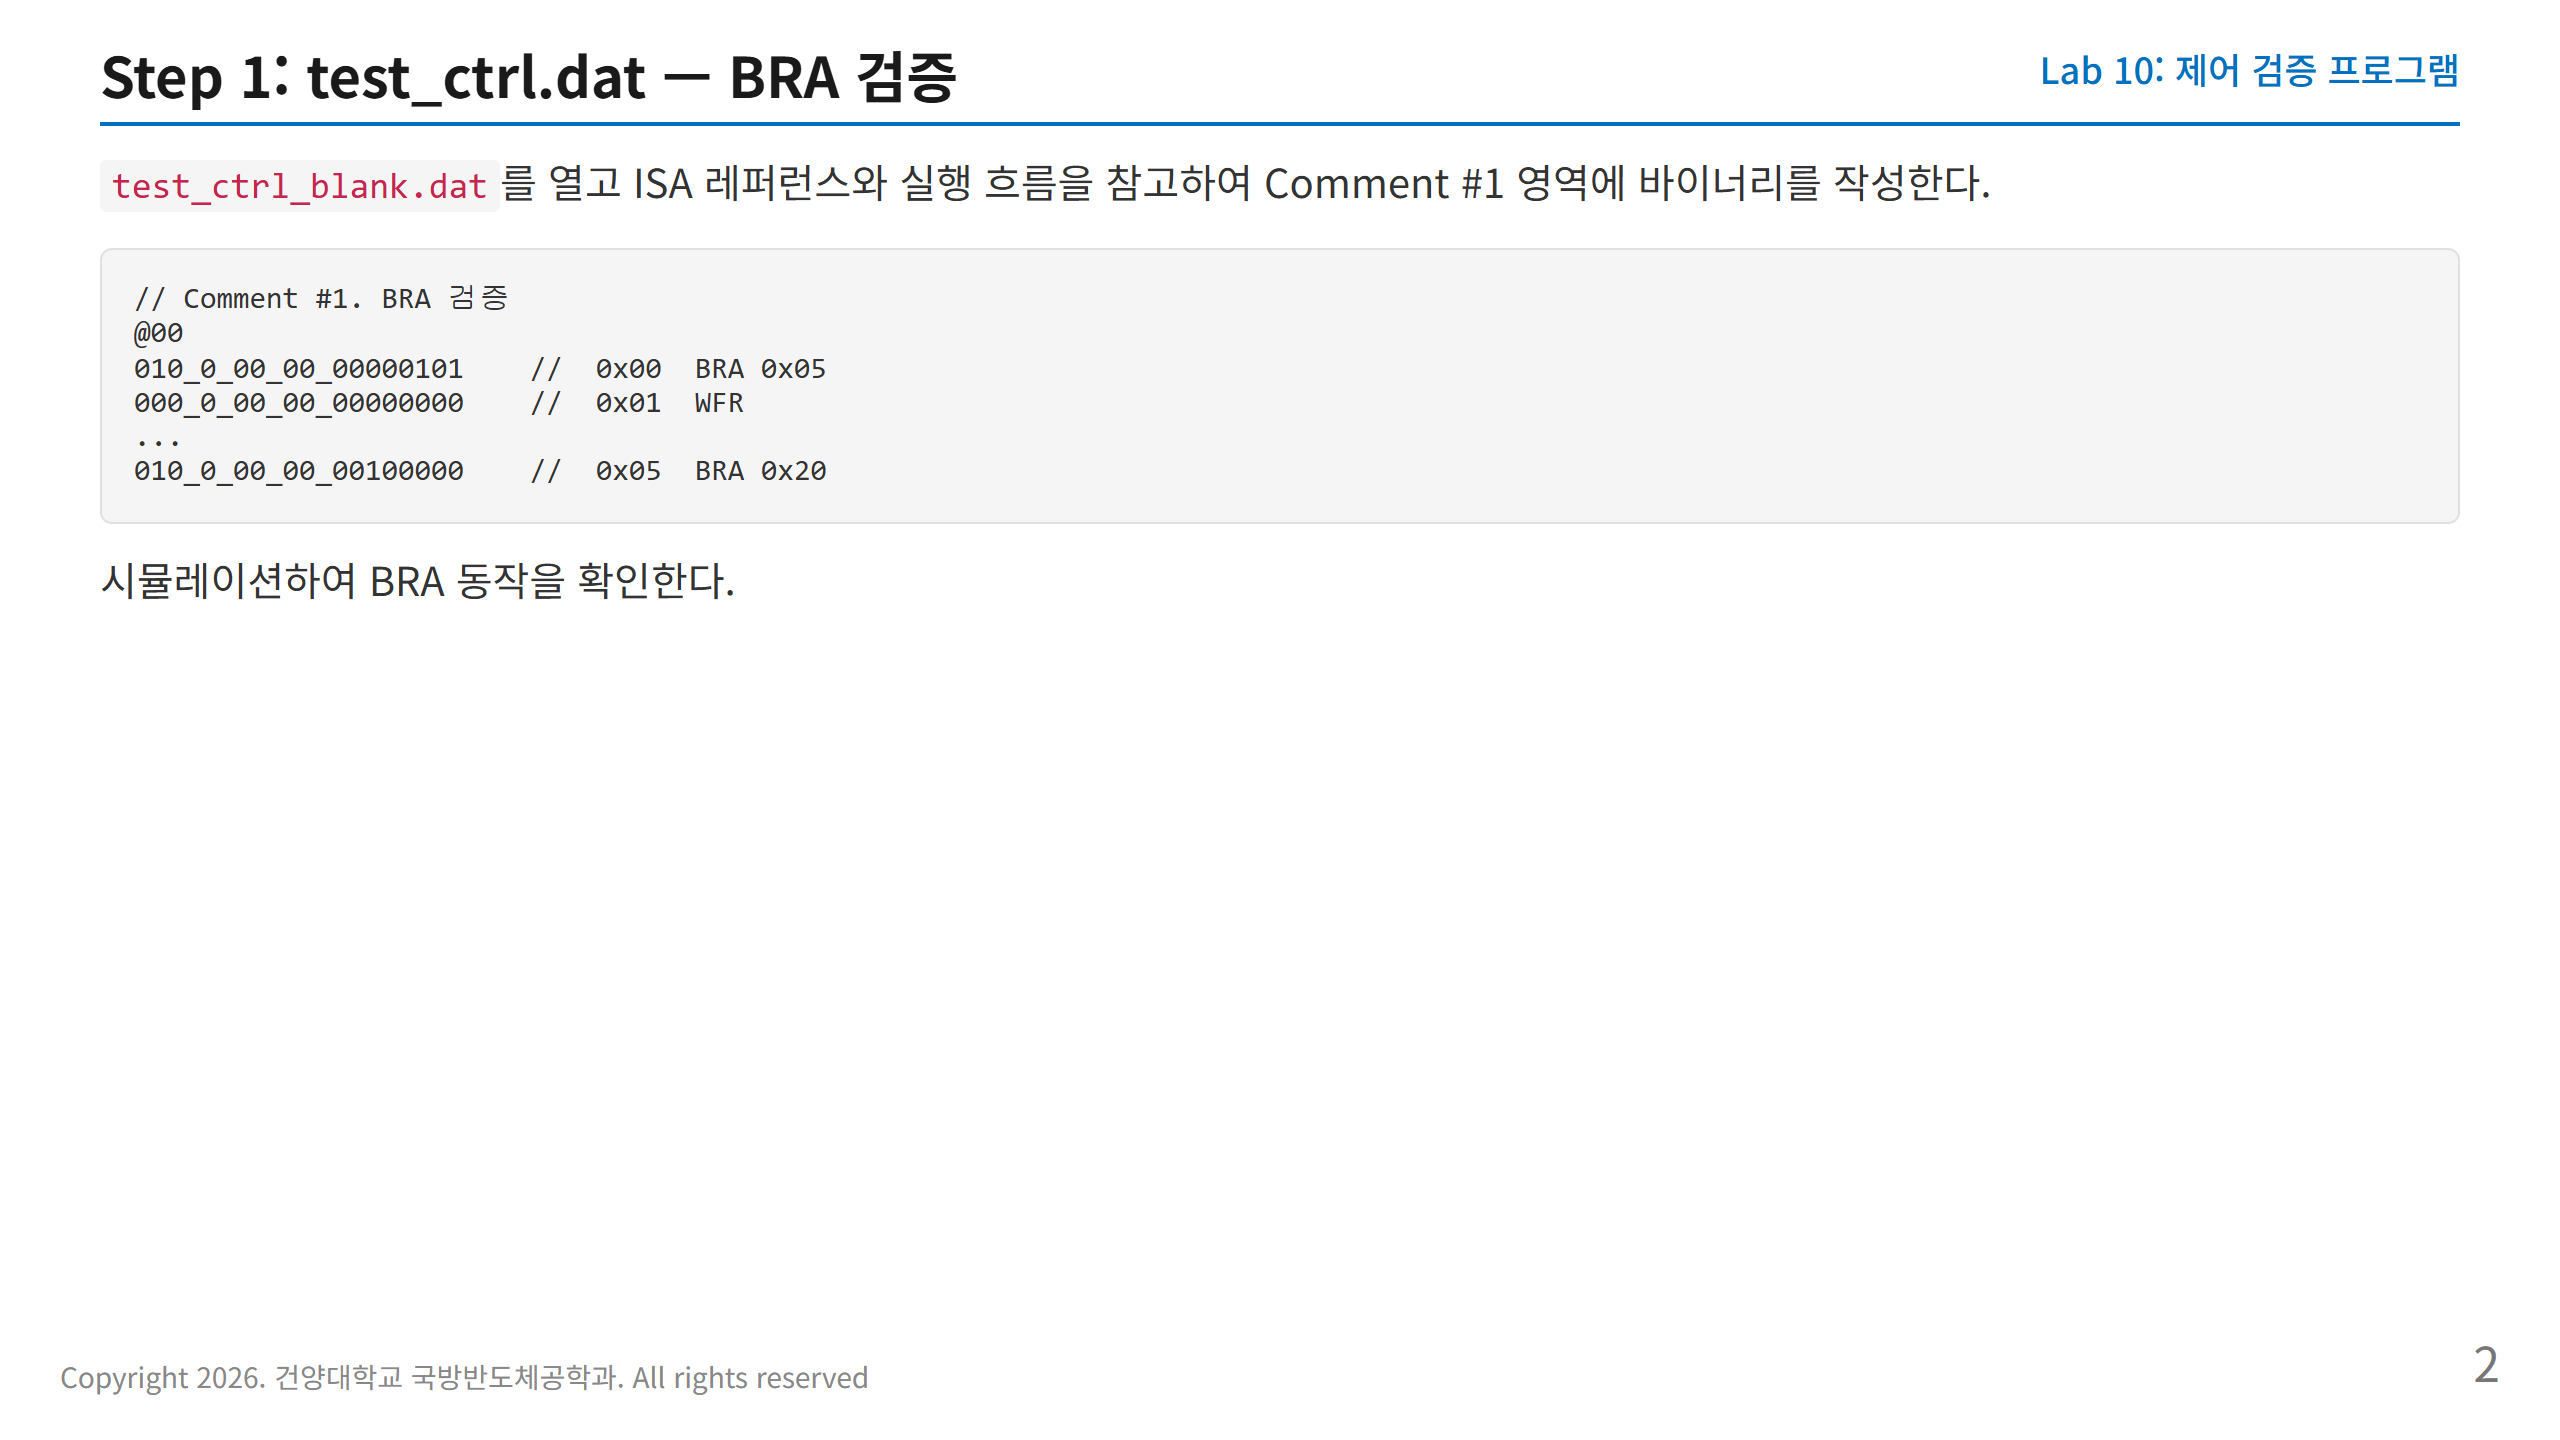 Step 1: test_ctrl.dat — BRA 검증
Lab 10: 제어 검증 프로그램
test_ctrl_blank.dat를 열고 ISA 레퍼런스와 실행 흐름을 참고하여 Comment #1 영역에 바이너리를 작성한다.
// Comment #1. BRA 검증
@00
010_0_00_00_00000101    //  0x00  BRA 0x05
000_0_00_00_00000000    //  0x01  WFR
...
010_0_00_00_00100000    //  0x05  BRA 0x20
시뮬레이션하여 BRA 동작을 확인한다.
Copyright 2026. 건양대학교 국방반도체공학과. All rights reserved
2